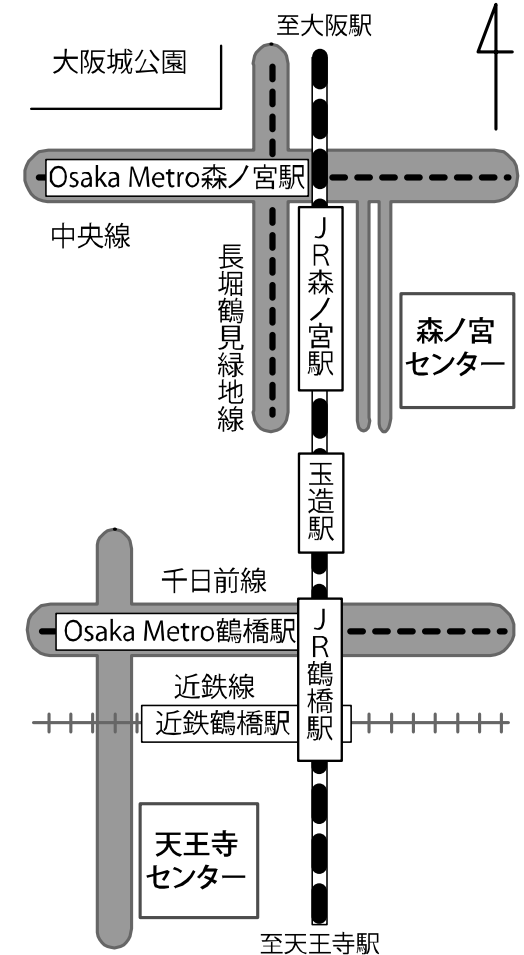 至大阪駅
大阪城公園
Osaka Metro森ノ宮駅
中央線
長堀鶴見緑地線
JR森ノ宮駅
森ノ宮
センター
玉造駅
千日前線
Osaka Metro鶴橋駅
JR鶴橋駅
近鉄線
近鉄鶴橋駅
天王寺
センター
至天王寺駅